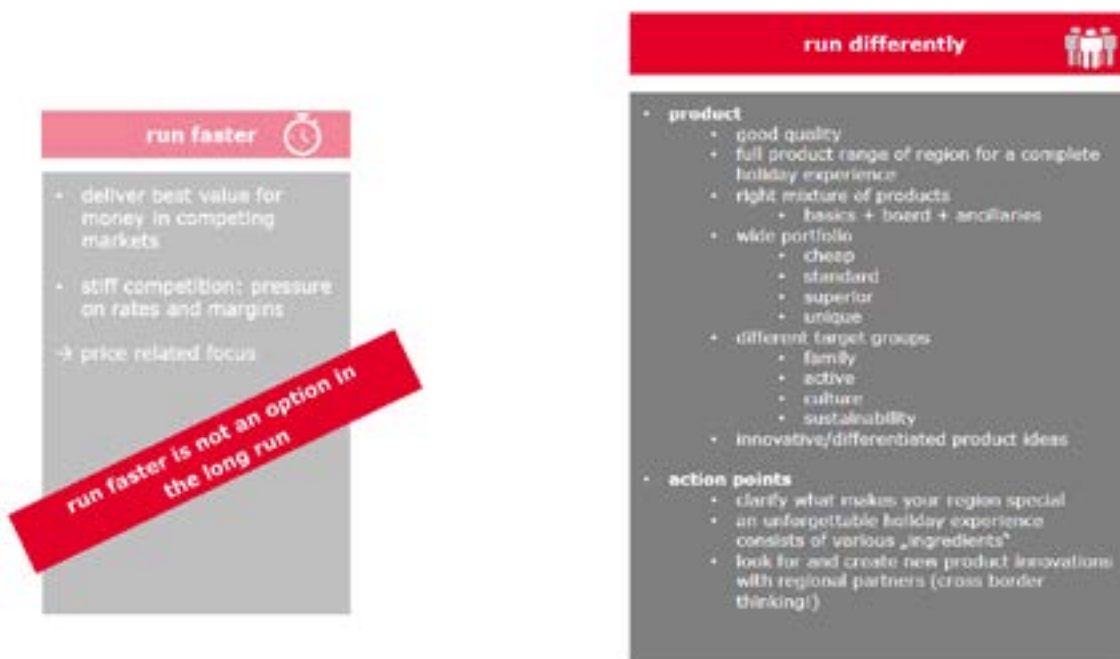 run faster
• deliver best value for
money in competing
markets
• stiff competition: pressure
on rates and margins
→ price related focus
run faster is not an option in
the long run
run differently
• product
• good quality
• full product range of region for a complete
holiday experience
• right mixture of products
• basics + board + ancillaries
• wide portfolio
• cheap
• standard
• superior
• unique
• different target groups
• family
• active
• culture
• sustainability
• innovative/differentiated product ideas
• action points
• clarify what makes your region special
• an unforgettable holiday experience
consists of various „ingredients“
• look for and create new product innovations
with regional partners (cross border
thinking!)